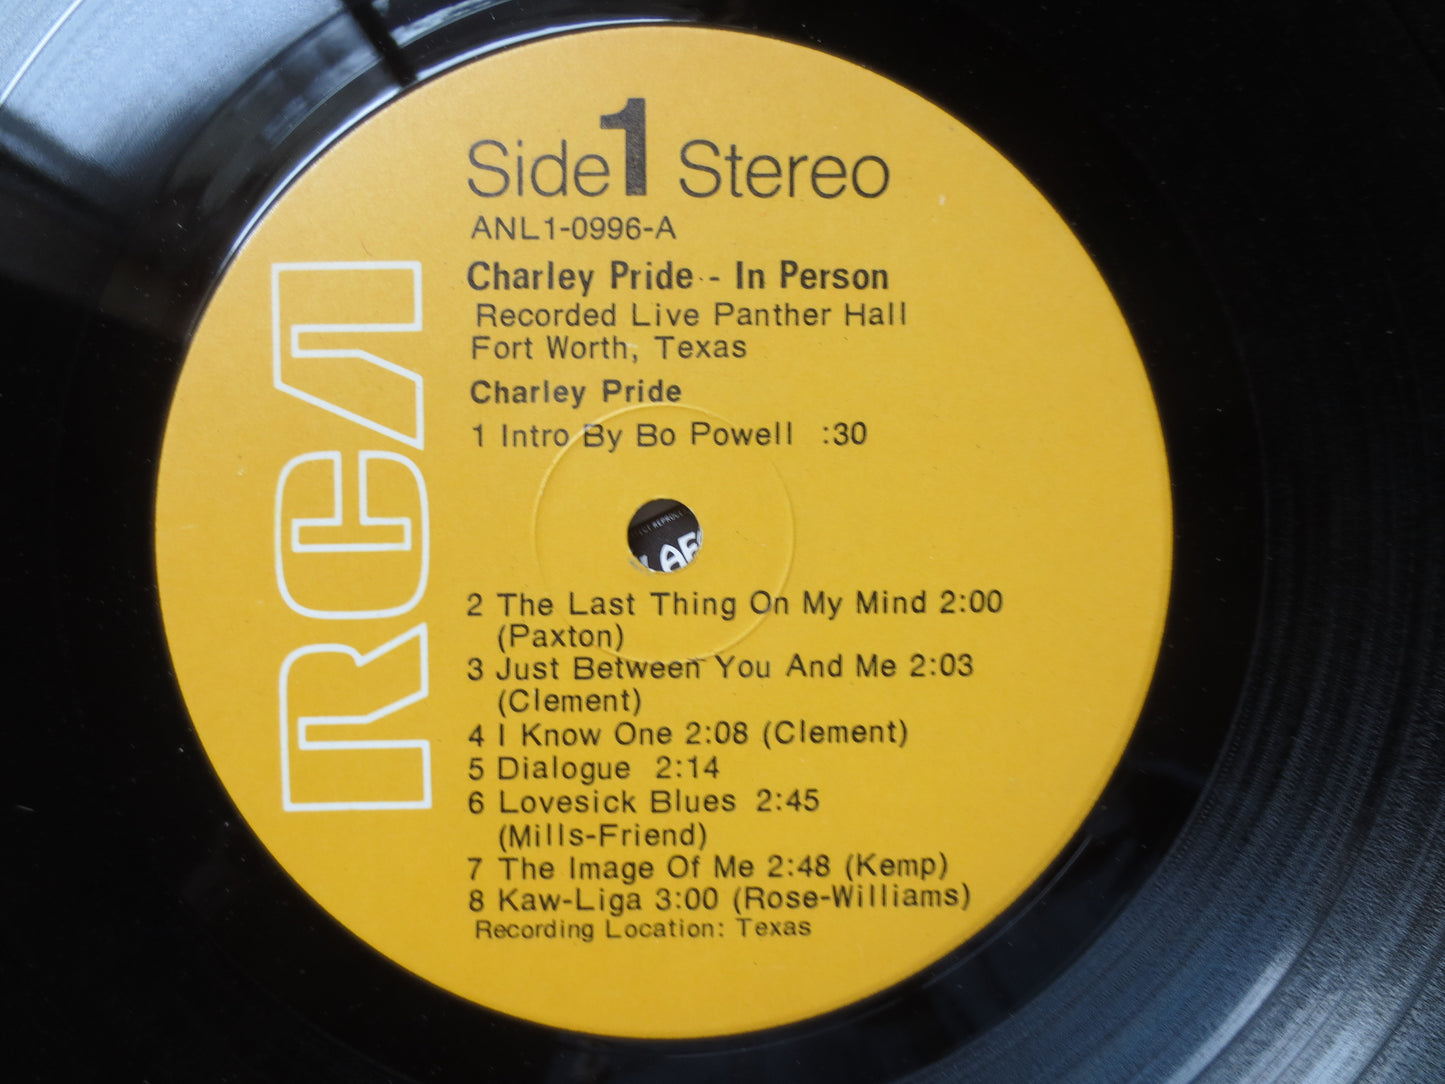 Side 1 Stereo
ANL1-0996-A
Charley Pride - In Person
Recorded Live Panther Hall
Fort Worth, Texas
Charley Pride
1 Intro By Bo Powell :30
2 The Last Thing On My Mind 2:00
(Paxton)
3 Just Between You And Me 2:03
(Clement)
4 I Know One 2:08 (Clement)
5 Dialogue 2:14
6 Lovesick Blues 2:45
(Mills-Friend)
7 The Image Of Me 2:48 (Kemp)
8 Kaw-Liga 3:00 (Rose-Williams)
Recording Location: Texas
RCA